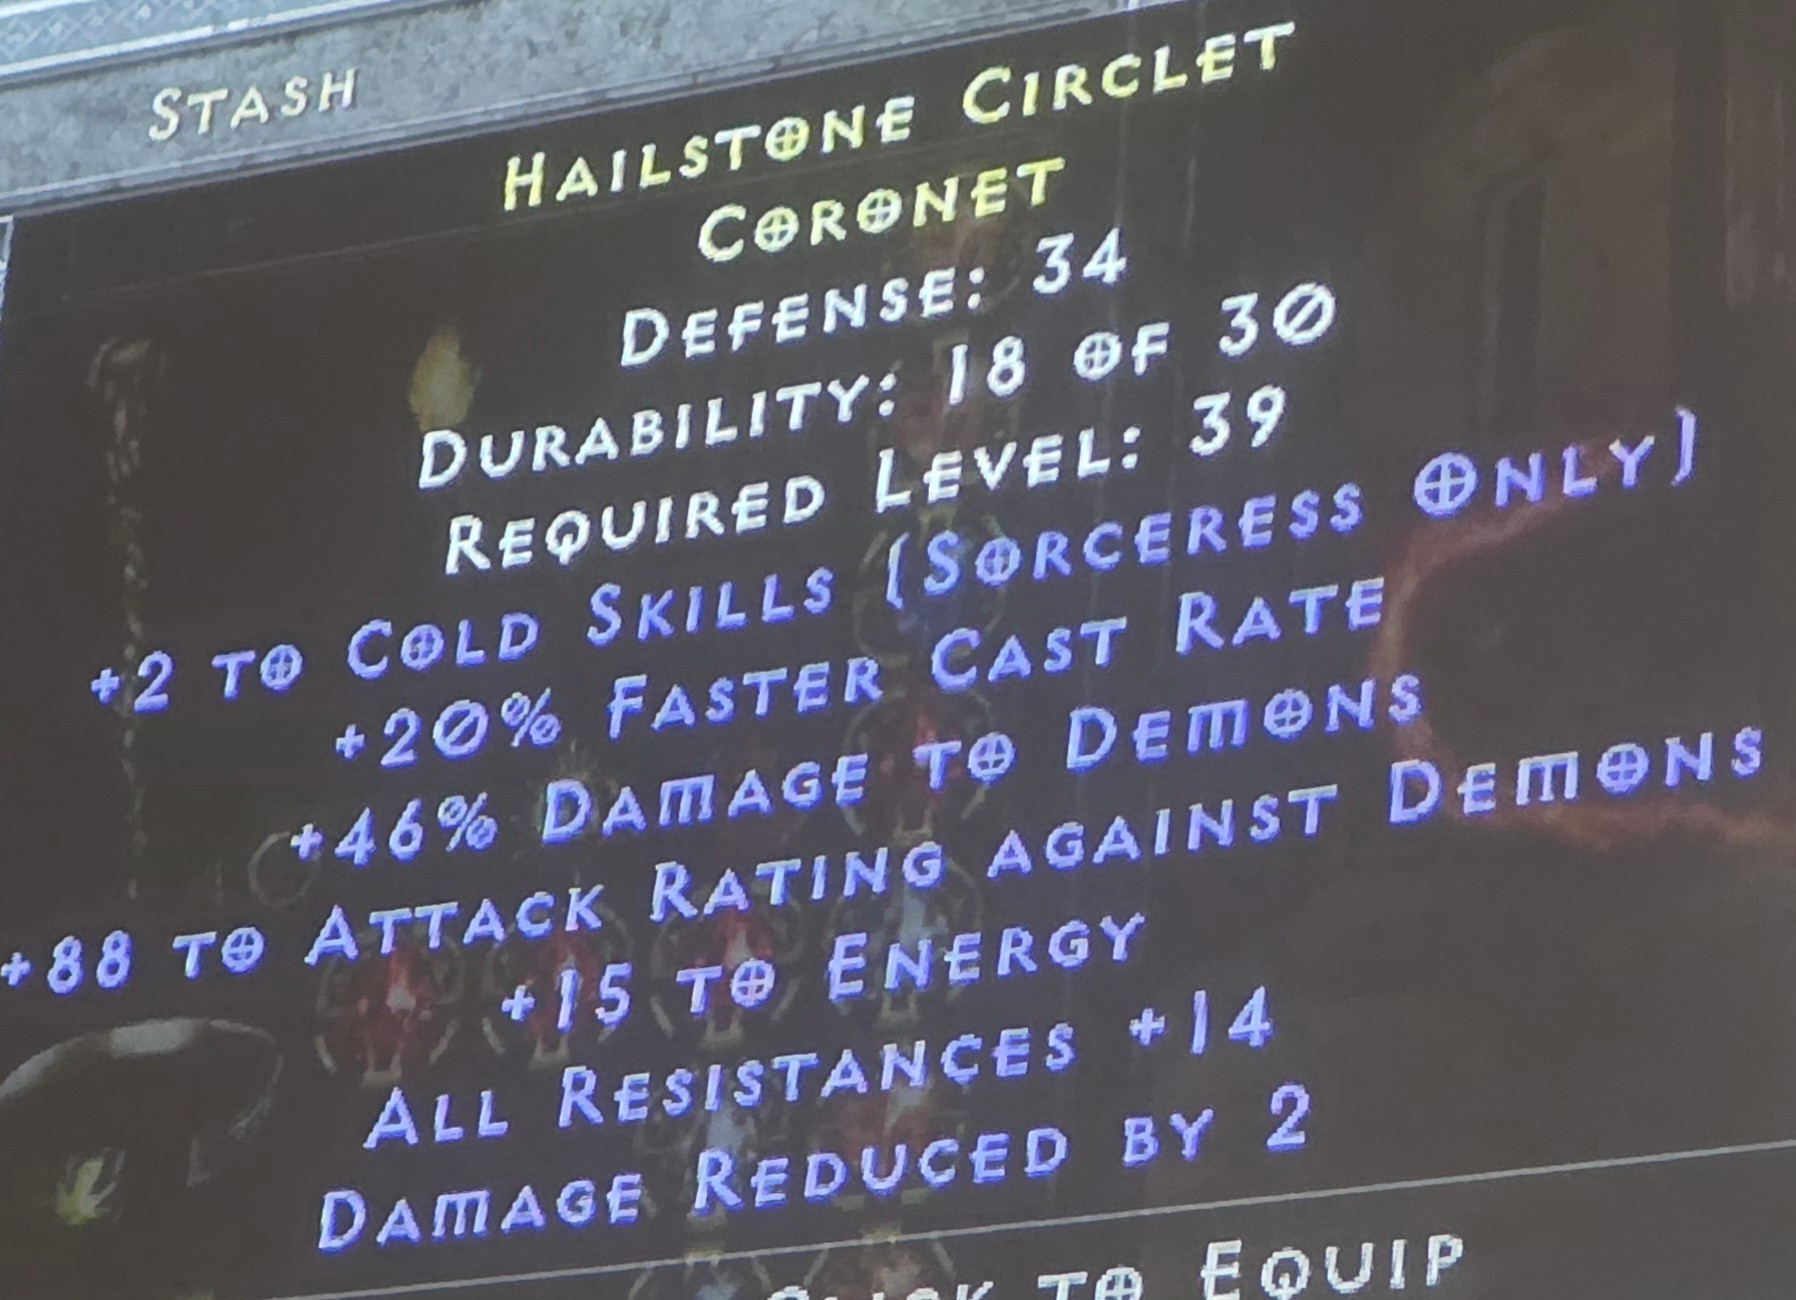 STASH
HAILSTONE CIRCLET
CORONET
DEFENSE: 34
DURABILITY: 18 OF 30
REQUIRED LEVEL: 39
+2 TO COLD SKILLS (SORCERESS ONLY)
+20% FASTER CAST RATE
+46% DAMAGE TO DEMONS
+88 TO ATTACK RATING AGAINST DEMONS
+15 TO ENERGY
ALL RESISTANCES +14
DAMAGE REDUCED BY 2
TO EQUIP